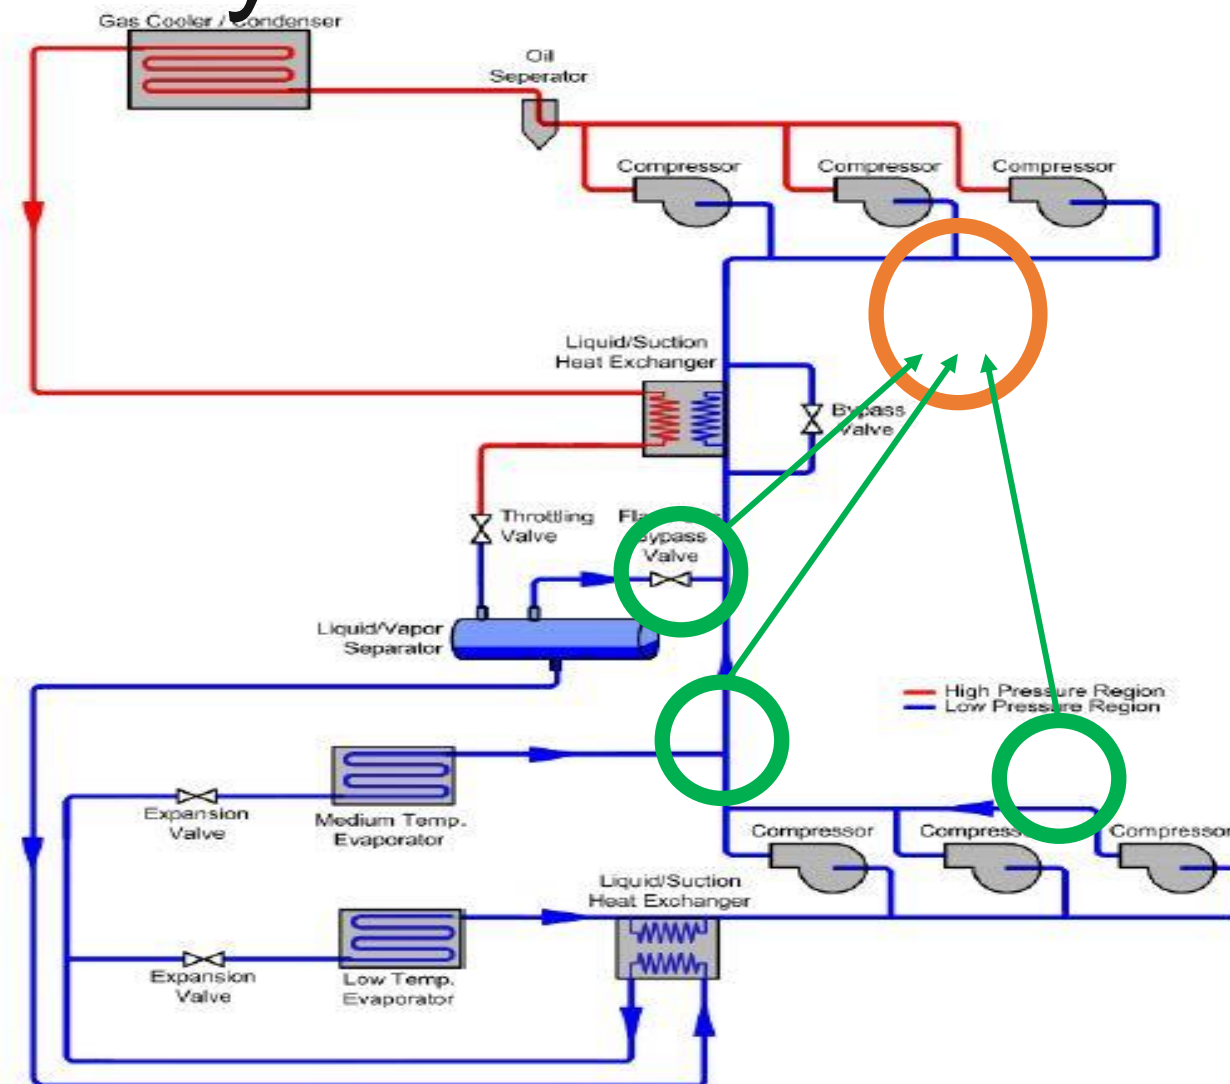 Gas Cooler / Condenser
Oil
Seperator
Compressor
Compressor
Compressor
Liquid/Suction
Heat Exchanger
Bypass
Valve
Throttling
Valve
Bypass
Valve
Liquid/Vapor
Separator
High Pressure Region
Low Pressure Region
Expansion
Valve
Medium Temp.
Evaporator
Compressor
Compressor
Liquid/Suction
Heat Exchanger
Expansion
Valve
Low Temp.
Evaporator